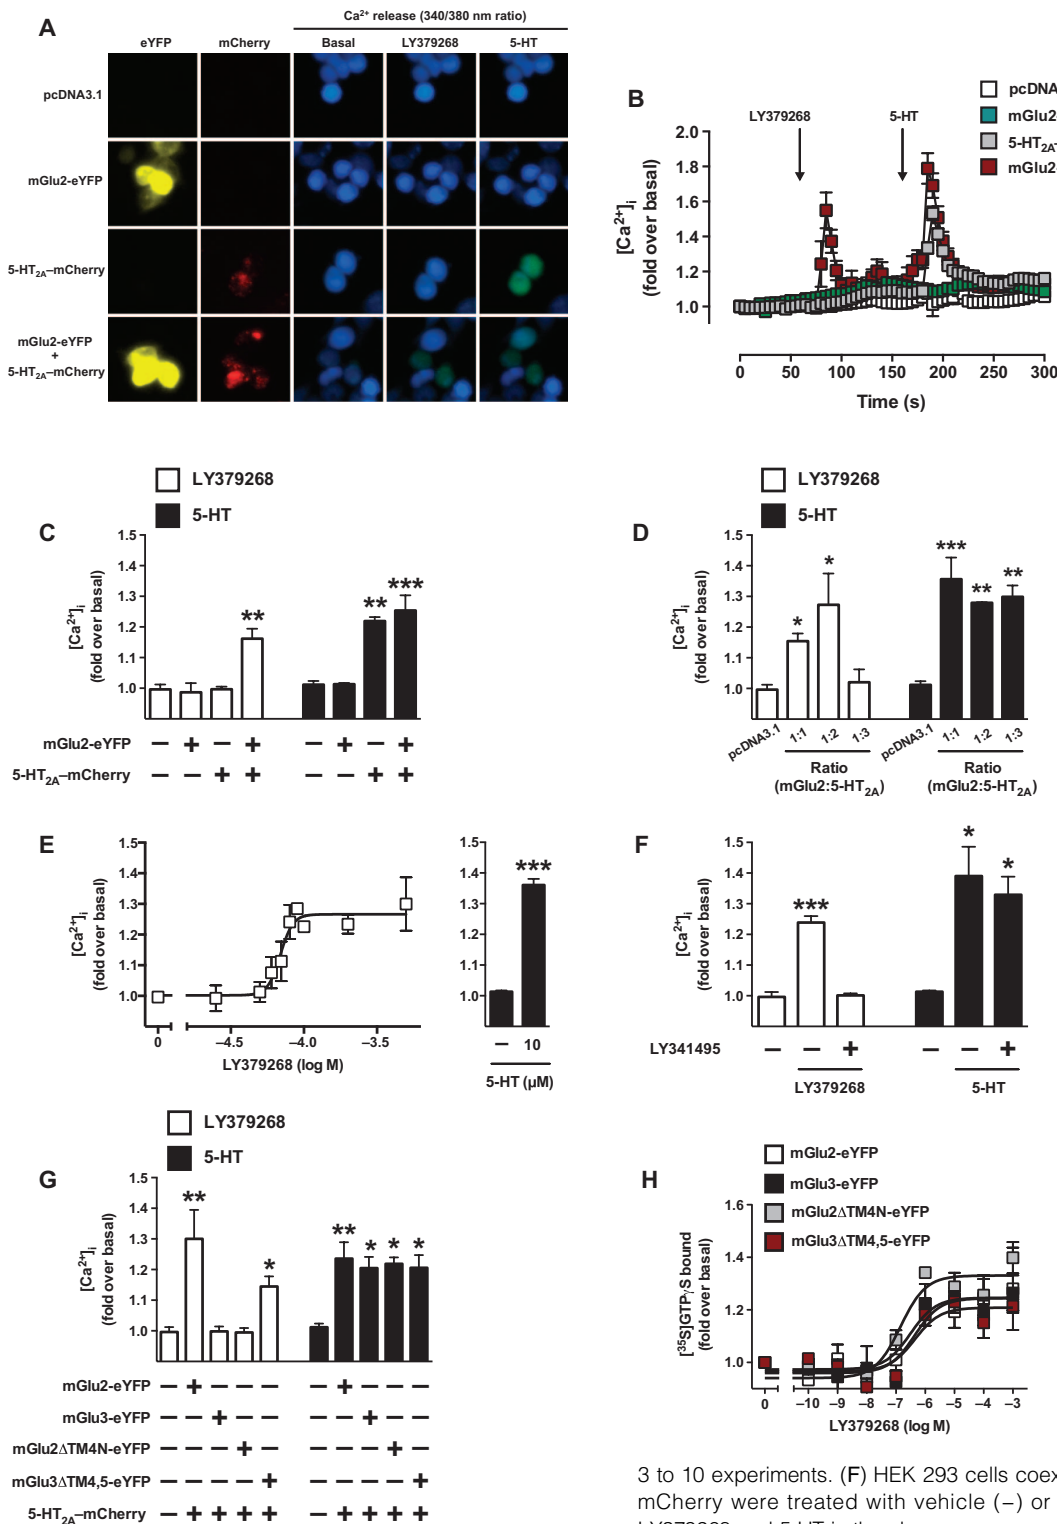 A
Ca²⁺ release (340/380 nm ratio)
eYFP mCherry Basal LY379268 5-HT
pcDNA3.1
mGlu2-eYFP
5-HT2A–mCherry
mGlu2-eYFP
+
5-HT2A–mCherry
B
pcDNA
mGlu2-
5-HT2A-
mGlu2-
LY379268 5-HT
[Ca²⁺]i
(fold over basal)
2.0
1.8
1.6
1.4
1.2
1.0
0 50 100 150 200 250 300
Time (s)
C
LY379268
5-HT
[Ca²⁺]i
(fold over basal)
1.5
1.4
1.3
1.2
1.1
1.0
** ** ***
mGlu2-eYFP – + – + – + – +
5-HT2A–mCherry – – + + – – + +
D
LY379268
5-HT
[Ca²⁺]i
(fold over basal)
1.5
1.4
1.3
1.2
1.1
1.0
* * *** ** **
pcDNA3.1 1:1 1:2 1:3 pcDNA3.1 1:1 1:2 1:3
Ratio Ratio
(mGlu2:5-HT2A) (mGlu2:5-HT2A)
E
[Ca²⁺]i
(fold over basal)
1.5
1.4
1.3
1.2
1.1
1.0
0 –4.5 –4.0 –3.5
LY379268 (log M)
1.5
1.4
1.3
1.2
1.1
1.0
***
– 10
5-HT (µM)
F
[Ca²⁺]i
(fold over basal)
1.5
1.4
1.3
1.2
1.1
1.0
*** * *
LY341495 – – + – – +
LY379268 5-HT
G
LY379268
5-HT
[Ca²⁺]i
(fold over basal)
1.5
1.4
1.3
1.2
1.1
1.0
** * ** * * *
mGlu2-eYFP – + – – – – + – – –
mGlu3-eYFP – – + – – – – + – –
mGlu2ΔTM4N-eYFP – – – + – – – – + –
mGlu3ΔTM4,5-eYFP – – – – + – – – – +
5-HT2A–mCherry – + + + + – + + + +
H
mGlu2-eYFP
mGlu3-eYFP
mGlu2ΔTM4N-eYFP
mGlu3ΔTM4,5-eYFP
[³⁵S]GTPγS bound
(fold over basal)
1.6
1.4
1.2
1.0
0 –10 –9 –8 –7 –6 –5 –4 –3
LY379268 (log M)
3 to 10 experiments. (F) HEK 293 cells coex
mCherry were treated with vehicle (–) or